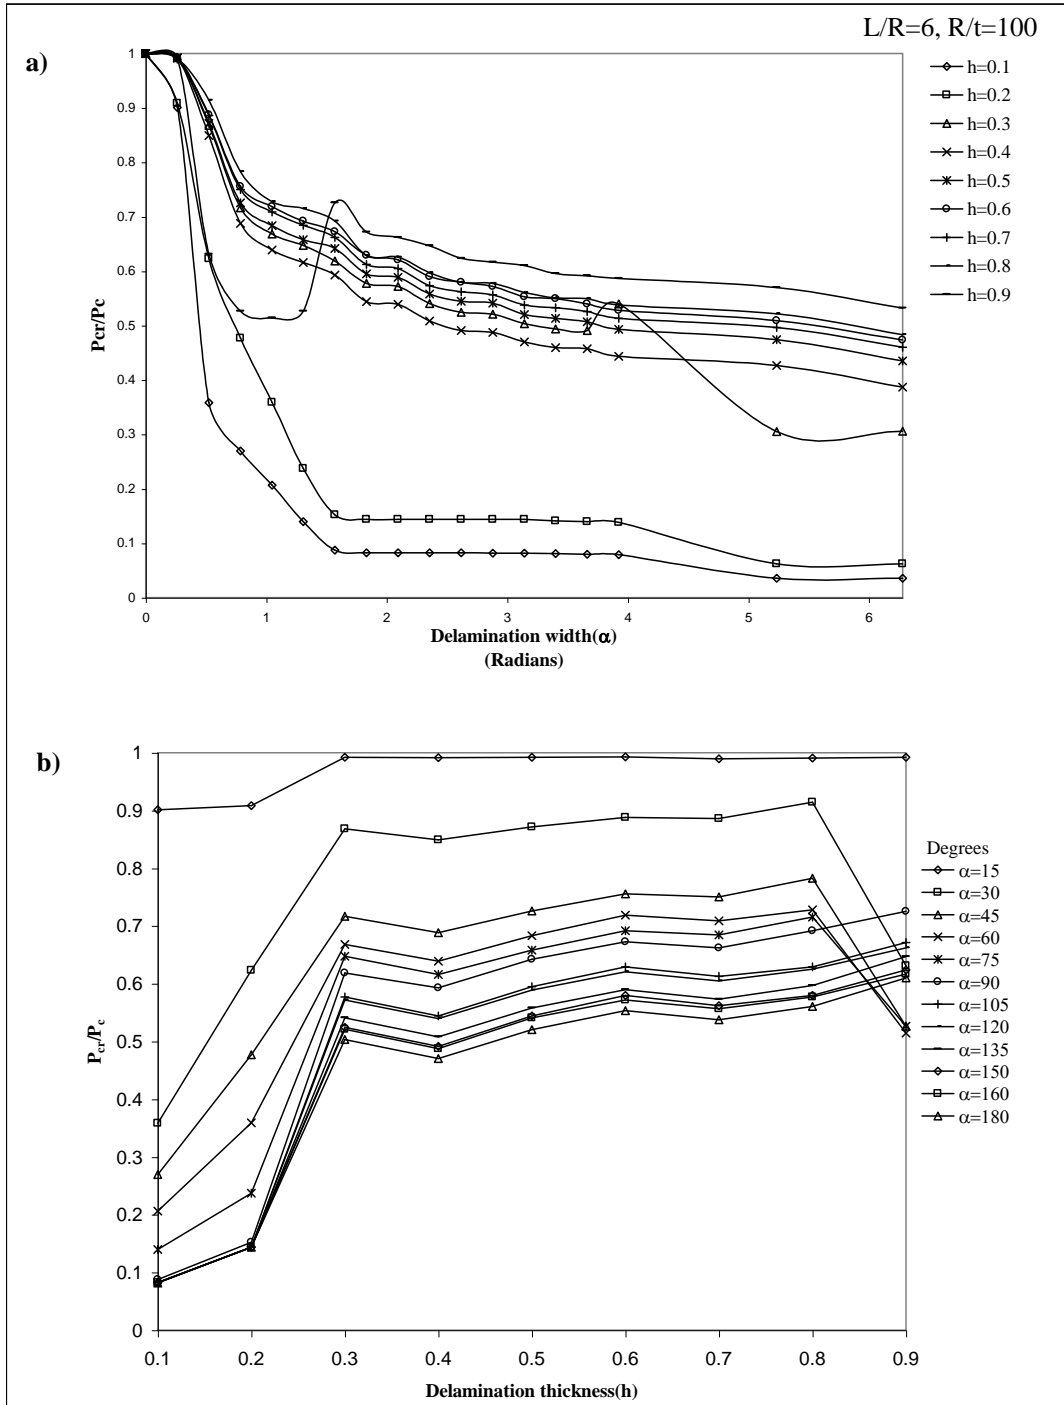 L/R=6, R/t=100
a)
1
0.9
0.8
0.7
0.6
0.5
0.4
0.3
0.2
0.1
0
Pcr/Pc
0 1 2 3 4 5 6
Delamination width(α)
(Radians)
h=0.1
h=0.2
h=0.3
h=0.4
h=0.5
h=0.6
h=0.7
h=0.8
h=0.9
b)
1
0.9
0.8
0.7
0.6
0.5
0.4
0.3
0.2
0.1
0
Pcr/Pc
0.1 0.2 0.3 0.4 0.5 0.6 0.7 0.8 0.9
Delamination thickness(h)
Degrees
α=15
α=30
α=45
α=60
α=75
α=90
α=105
α=120
α=135
α=150
α=160
α=180